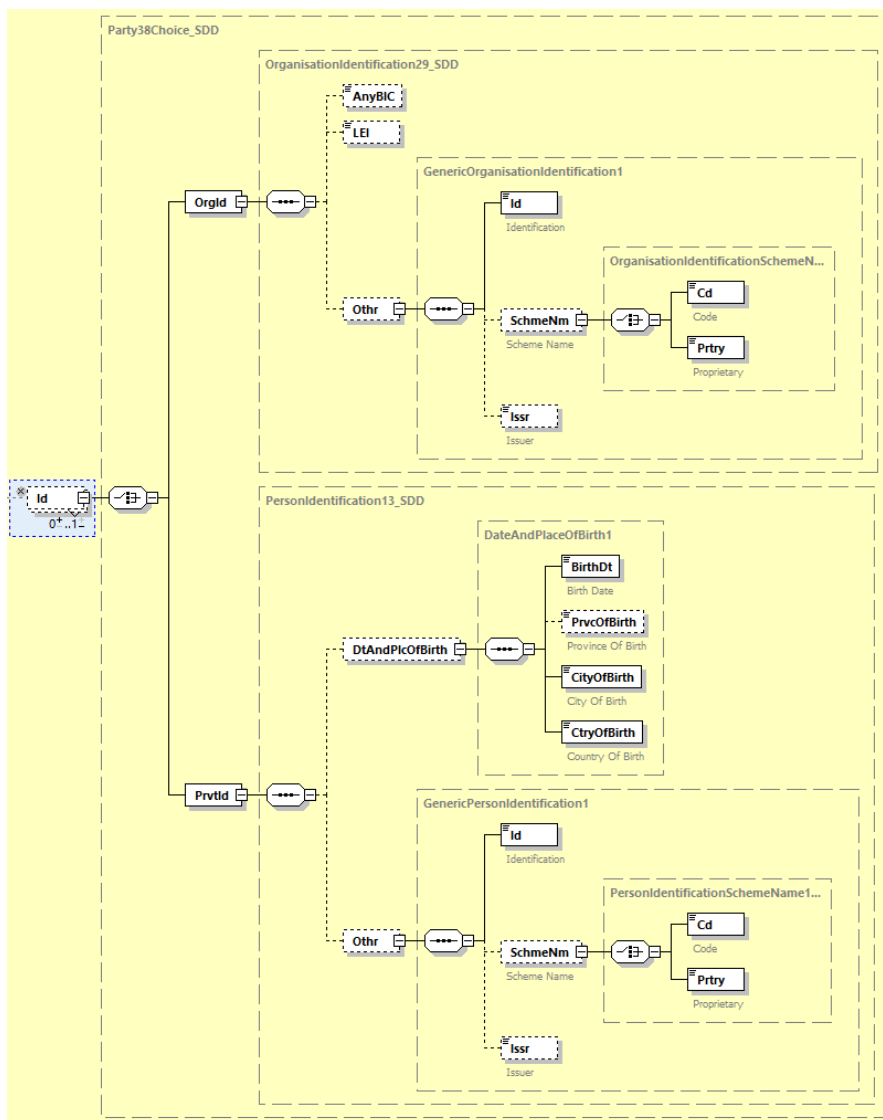 Party38Choice_SDD
OrganisationIdentification29_SDD
AnyBIC
LEI
GenericOrganisationIdentification1
OrgId
Id
Identification
OrganisationIdentificationSchemeN...
Cd
Code
Othr
SchmeNm
Scheme Name
Prtry
Proprietary
Issr
Issuer
Id
0..1
PersonIdentification13_SDD
DateAndPlaceOfBirth1
BirthDt
Birth Date
PrvcOfBirth
Province Of Birth
DtAndPlcOfBirth
CityOfBirth
City Of Birth
CtryOfBirth
Country Of Birth
PrvtId
GenericPersonIdentification1
Id
Identification
PersonIdentificationSchemeName1...
Cd
Code
Othr
SchmeNm
Scheme Name
Prtry
Proprietary
Issr
Issuer